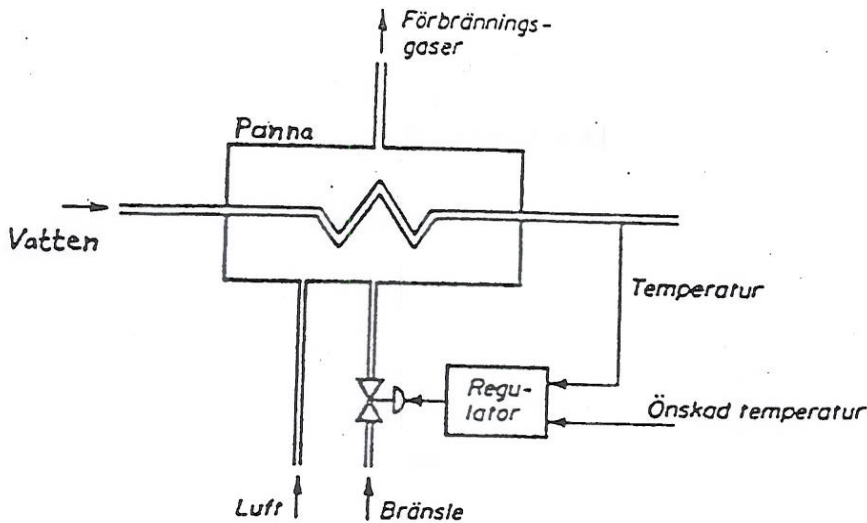 Förbrännings-
gaser
Panna
Vatten
Temperatur
Regu-
lator
Önskad temperatur
Luft
Bränsle